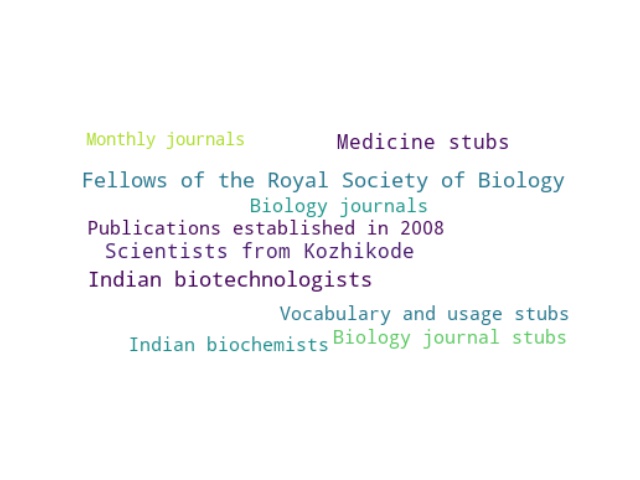 Monthly journals
Medicine stubs
Fellows of the Royal Society of Biology
Biology journals
Publications established in 2008
Scientists from Kozhikode
Indian biotechnologists
Vocabulary and usage stubs
Biology journal stubs
Indian biochemists